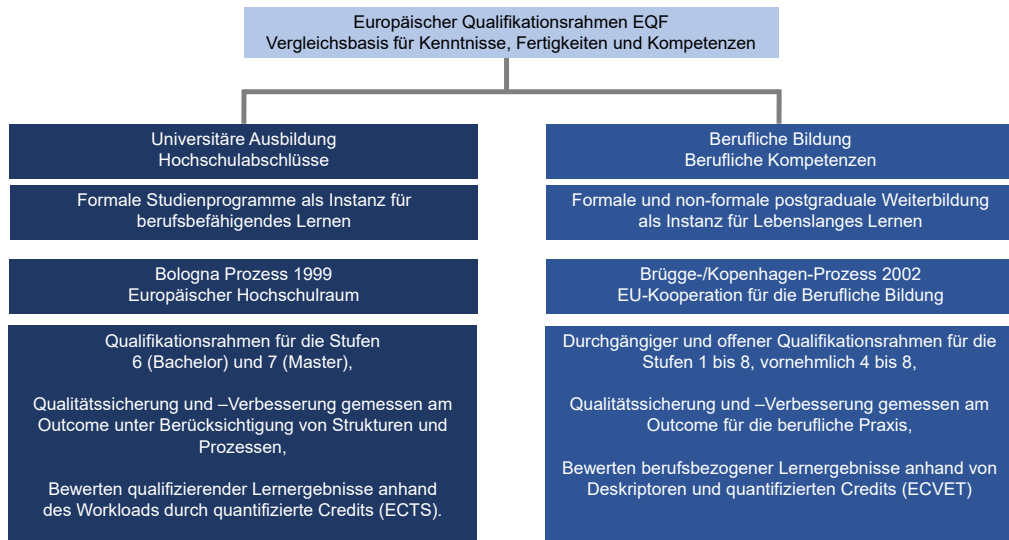 Europäischer Qualifikationsrahmen EQF
Vergleichsbasis für Kenntnisse, Fertigkeiten und Kompetenzen
Universitäre Ausbildung
Hochschulabschlüsse
Formale Studienprogramme als Instanz für
berufsbefähigendes Lernen
Bologna Prozess 1999
Europäischer Hochschulraum
Qualifikationsrahmen für die Stufen
6 (Bachelor) und 7 (Master),
Qualitätssicherung und –Verbesserung gemessen am
Outcome unter Berücksichtigung von Strukturen und
Prozessen,
Bewerten qualifizierender Lernergebnisse anhand
des Workloads durch quantifizierte Credits (ECTS).
Berufliche Bildung
Berufliche Kompetenzen
Formale und non-formale postgraduale Weiterbildung
als Instanz für Lebenslanges Lernen
Brügge-/Kopenhagen-Prozess 2002
EU-Kooperation für die Berufliche Bildung
Durchgängiger und offener Qualifikationsrahmen für die
Stufen 1 bis 8, vornehmlich 4 bis 8,
Qualitätssicherung und –Verbesserung gemessen am
Outcome für die berufliche Praxis,
Bewerten berufsbezogener Lernergebnisse anhand von
Deskriptoren und quantifizierten Credits (ECVET)